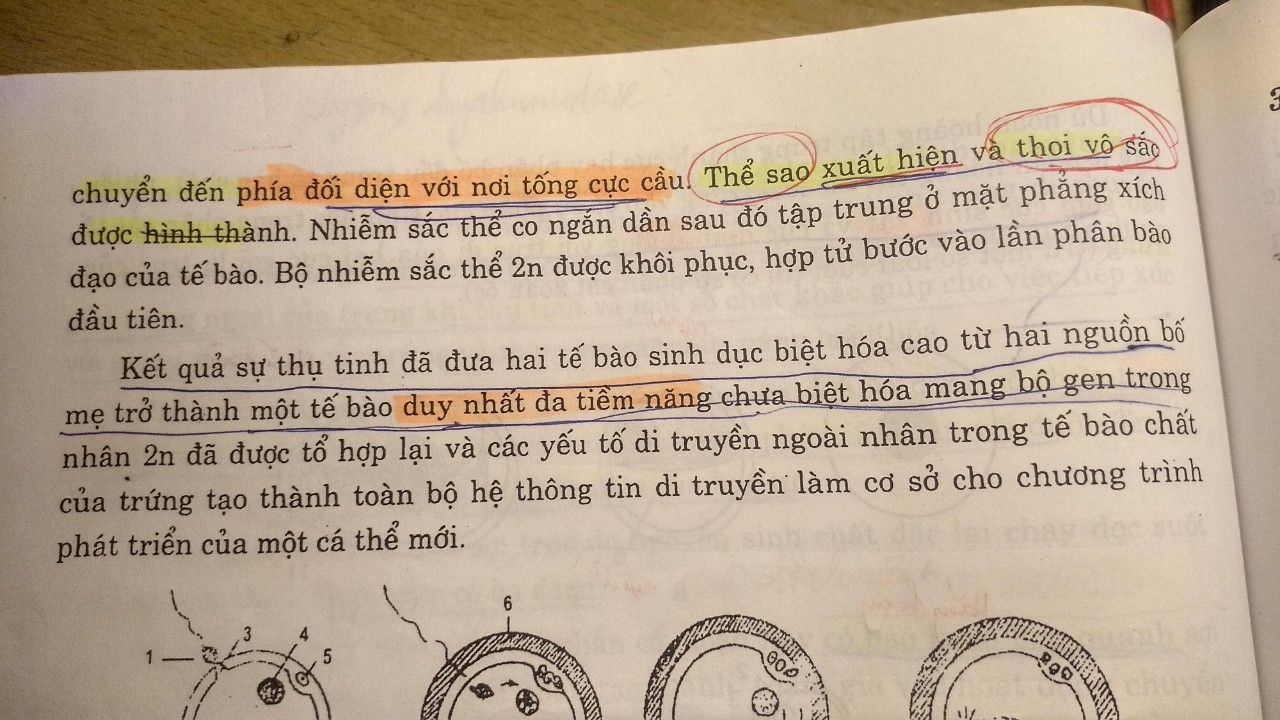 chuyển đến phía đối diện với nơi tống cực cầu. Thể sao xuất hiện và thoi vô sắc
được hình thành. Nhiễm sắc thể co ngắn dần sau đó tập trung ở mặt phẳng xích
đạo của tế bào. Bộ nhiễm sắc thể 2n được khôi phục, hợp tử bước vào lần phân bào
đầu tiên.
Kết quả sự thụ tinh đã đưa hai tế bào sinh dục biệt hóa cao từ hai nguồn bố
mẹ trở thành một tế bào duy nhất đa tiềm năng chưa biệt hóa mang bộ gen trong
nhân 2n đã được tổ hợp lại và các yếu tố di truyền ngoài nhân trong tế bào chất
của trứng tạo thành toàn bộ hệ thông tin di truyền làm cơ sở cho chương trình
phát triển của một cá thể mới.
6
1 3 4 5
3